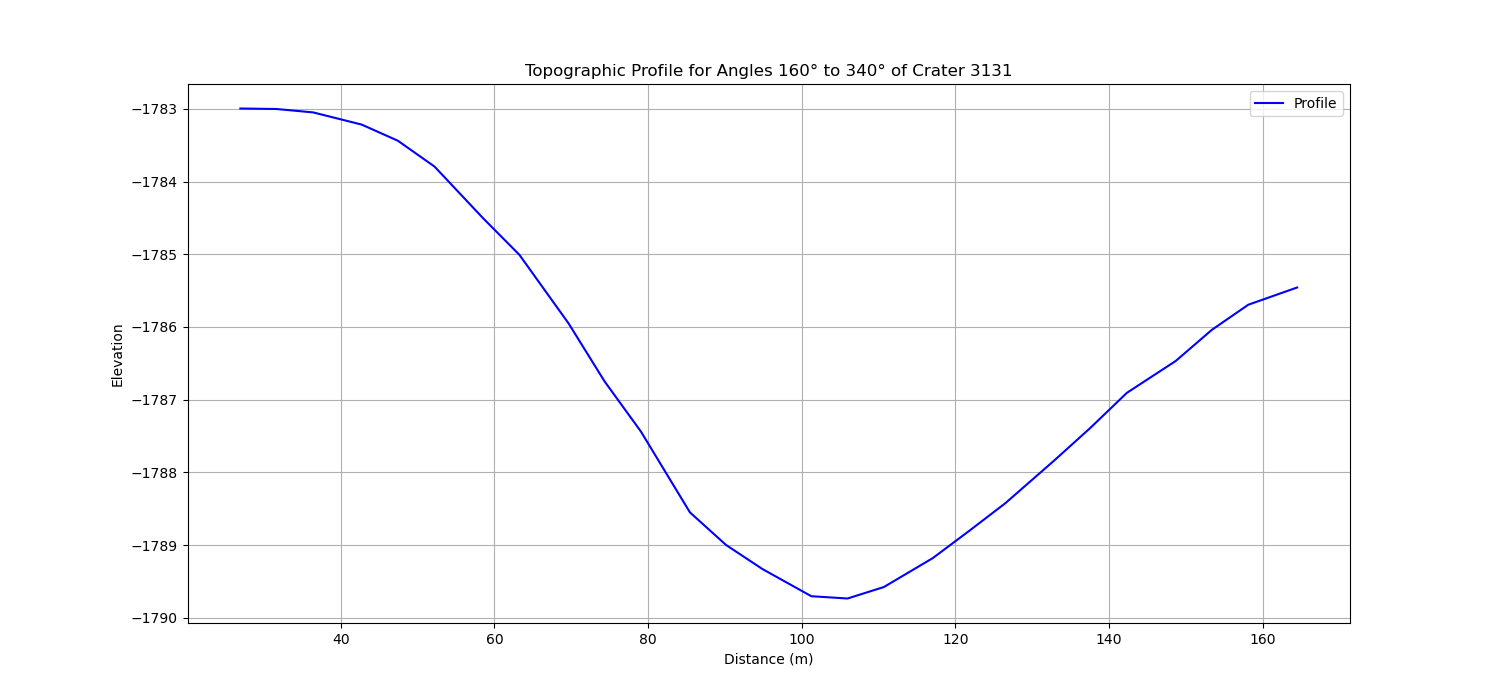 Topographic Profile for Angles 160° to 340° of Crater 3131
Profile
−1783
−1784
−1785
−1786
−1787
−1788
−1789
−1790
Elevation
40 60 80 100 120 140 160
Distance (m)